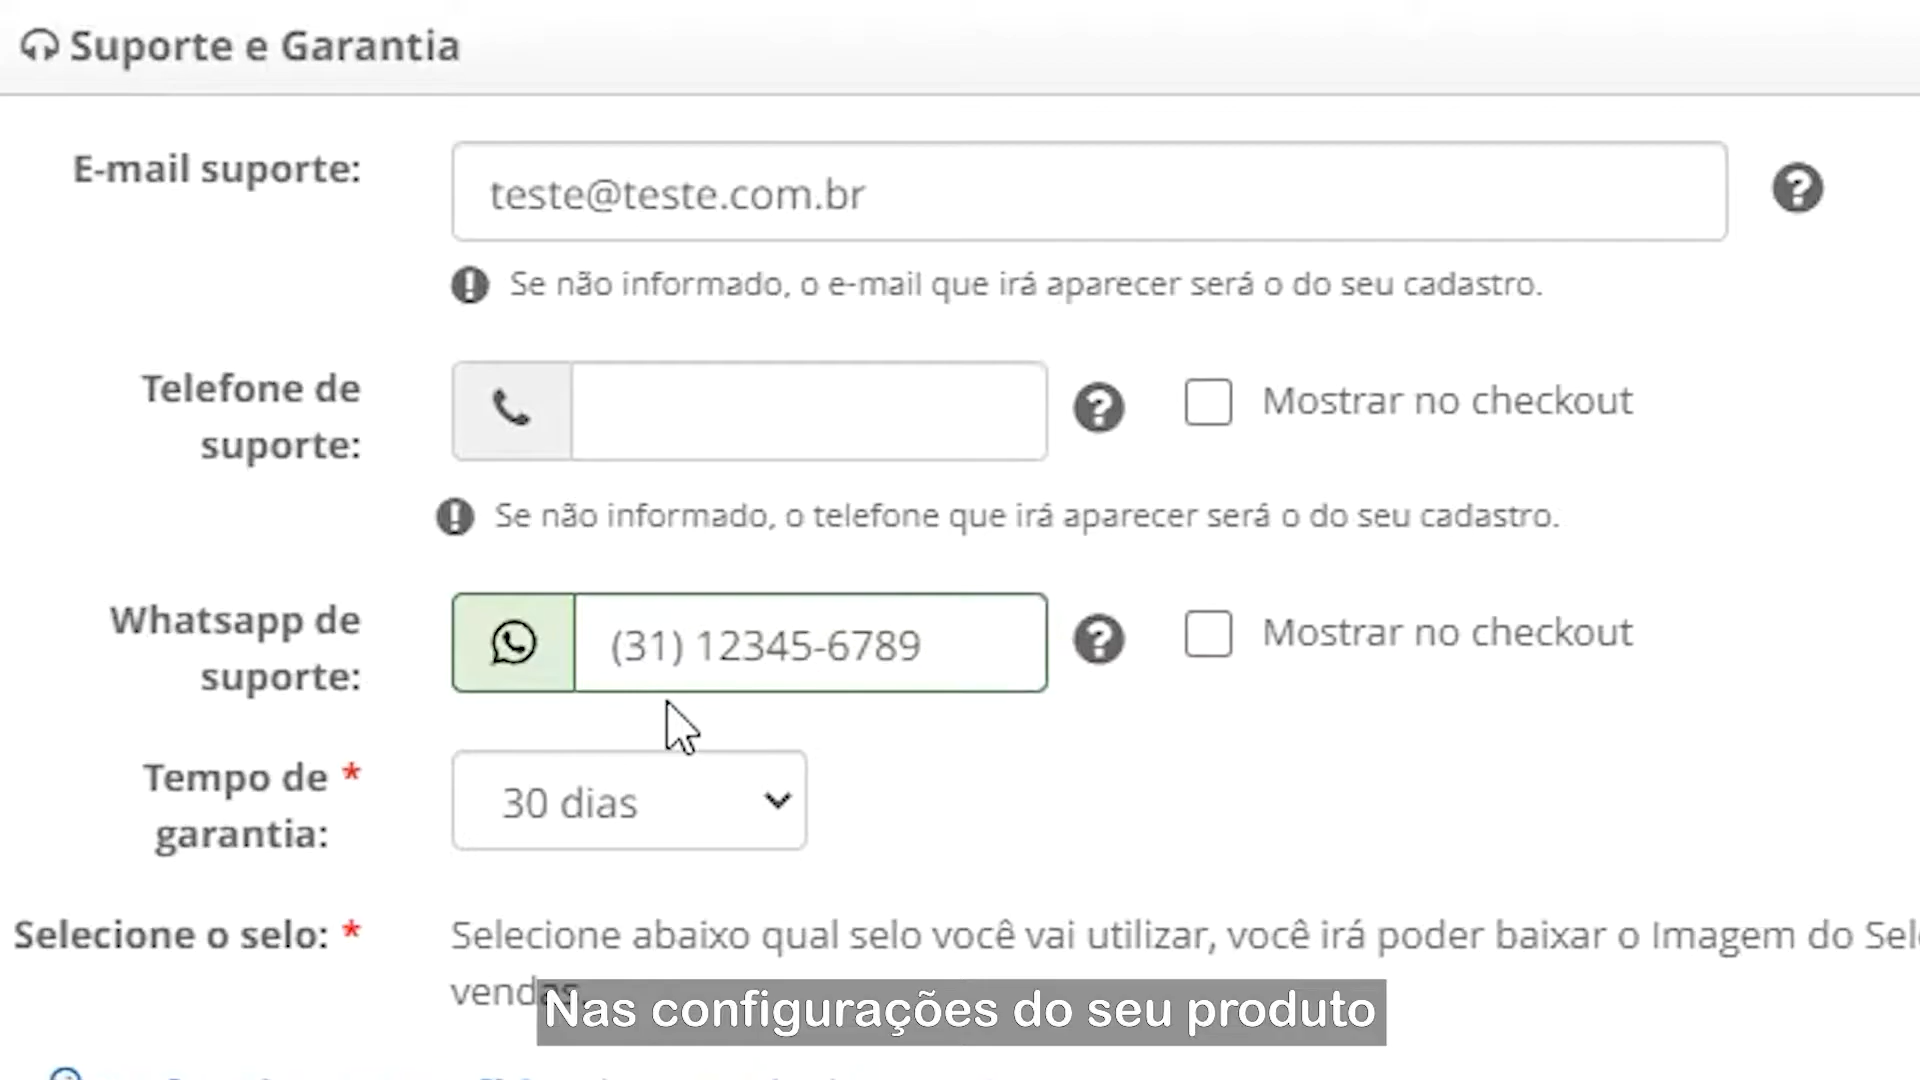 Suporte e Garantia
E-mail suporte:
teste@teste.com.br
Se não informado, o e-mail que irá aparecer será o do seu cadastro.
Telefone de
suporte:
Mostrar no checkout
Se não informado, o telefone que irá aparecer será o do seu cadastro.
Whatsapp de
suporte:
(31) 12345-6789
Mostrar no checkout
Tempo de *
garantia:
30 dias
Selecione o selo: *
Selecione abaixo qual selo você vai utilizar, você irá poder baixar o Imagem do
Nas configurações do seu produto